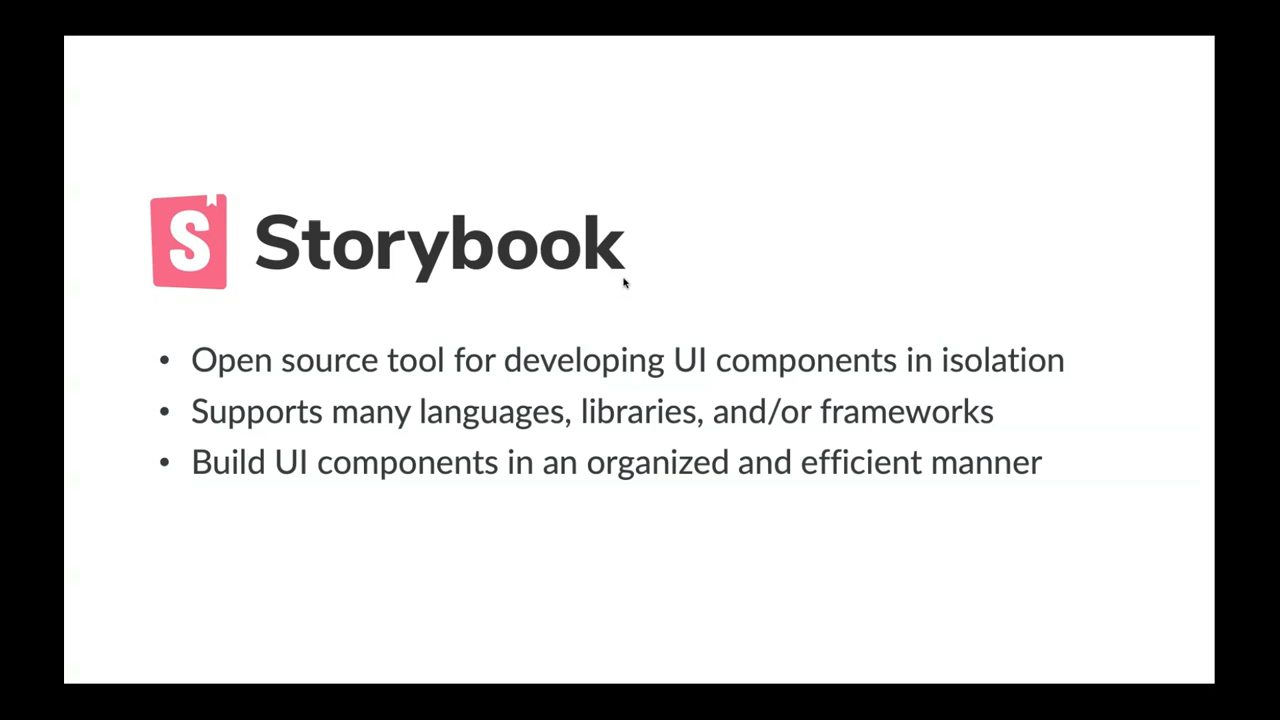 S Storybook
• Open source tool for developing UI components in isolation
• Supports many languages, libraries, and/or frameworks
• Build UI components in an organized and efficient manner